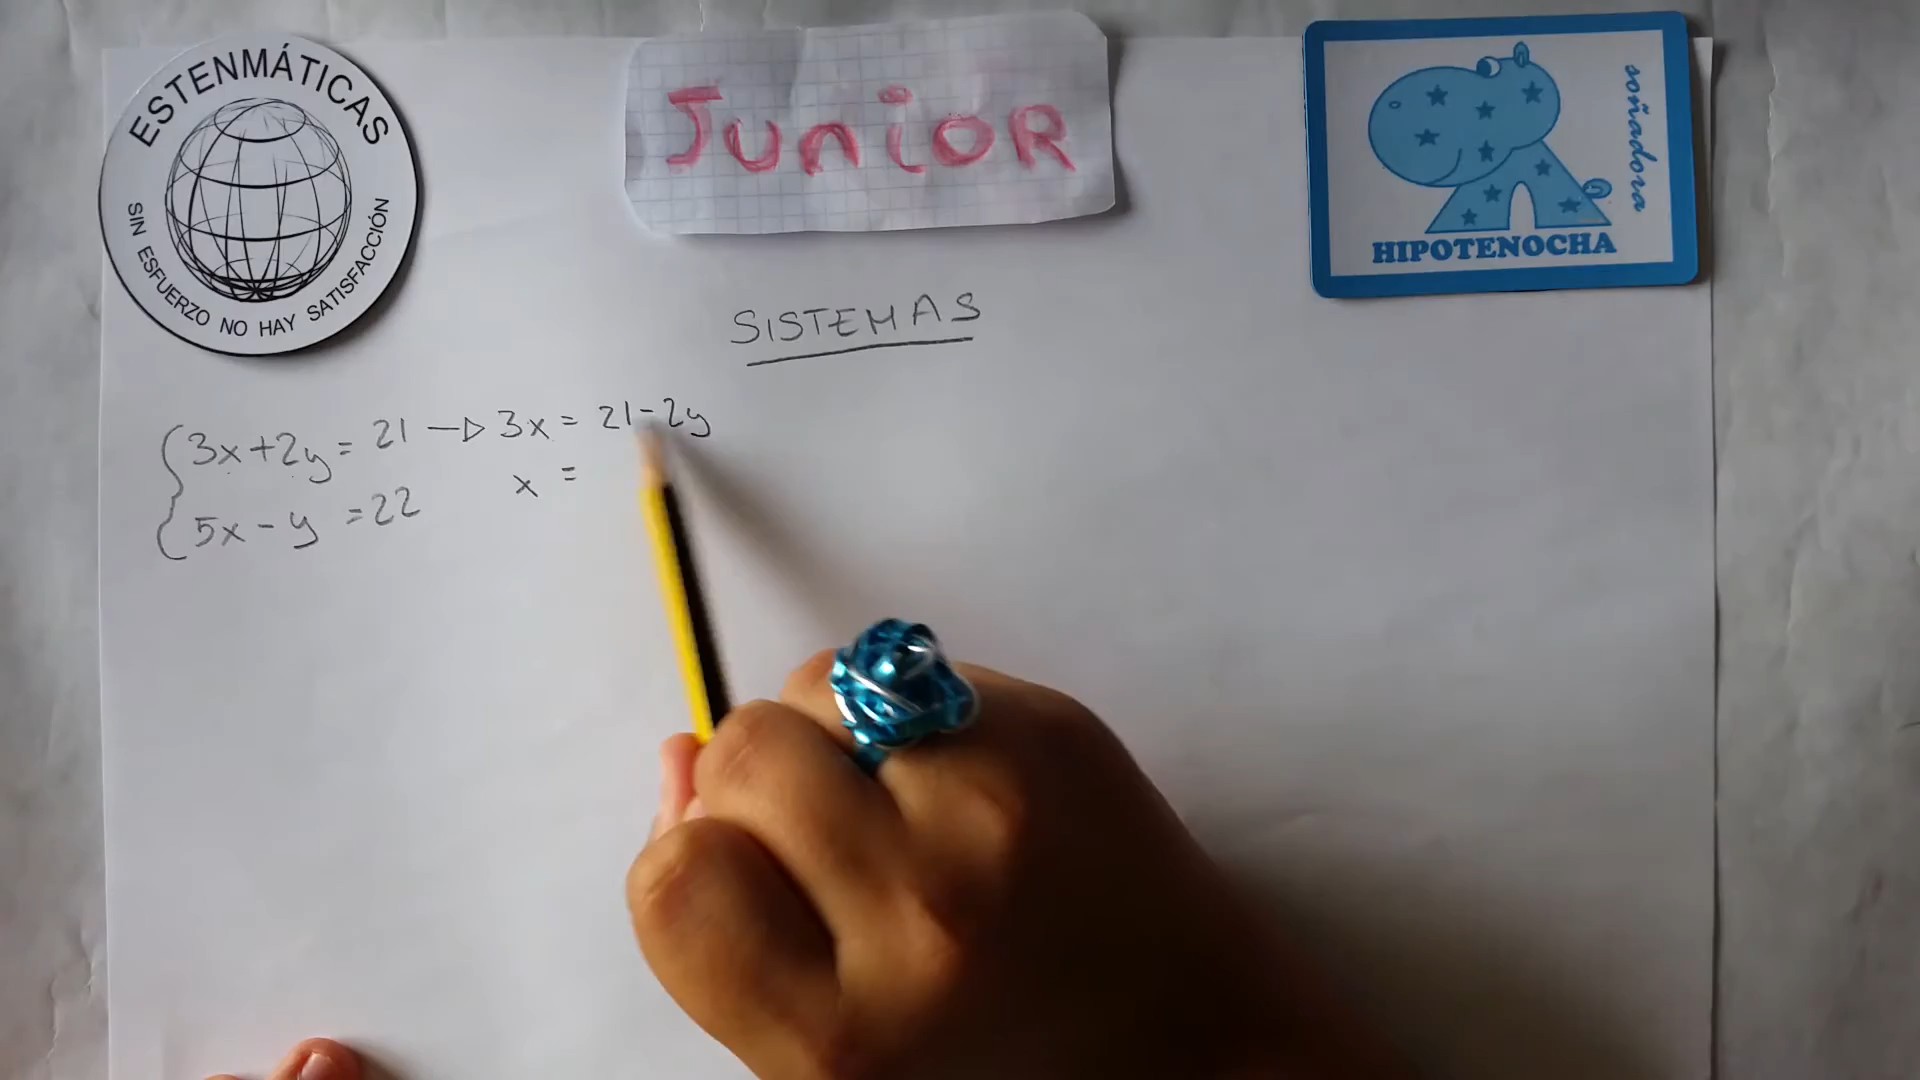 ESTENMÁTICAS
SIN ESFUERZO NO HAY SATISFACCIÓN
JUNiOR
soñadora
HIPOTENOCHA
SISTEMAS
3x+2y = 21 → 3x = 21-2y
x =
5x - y = 22